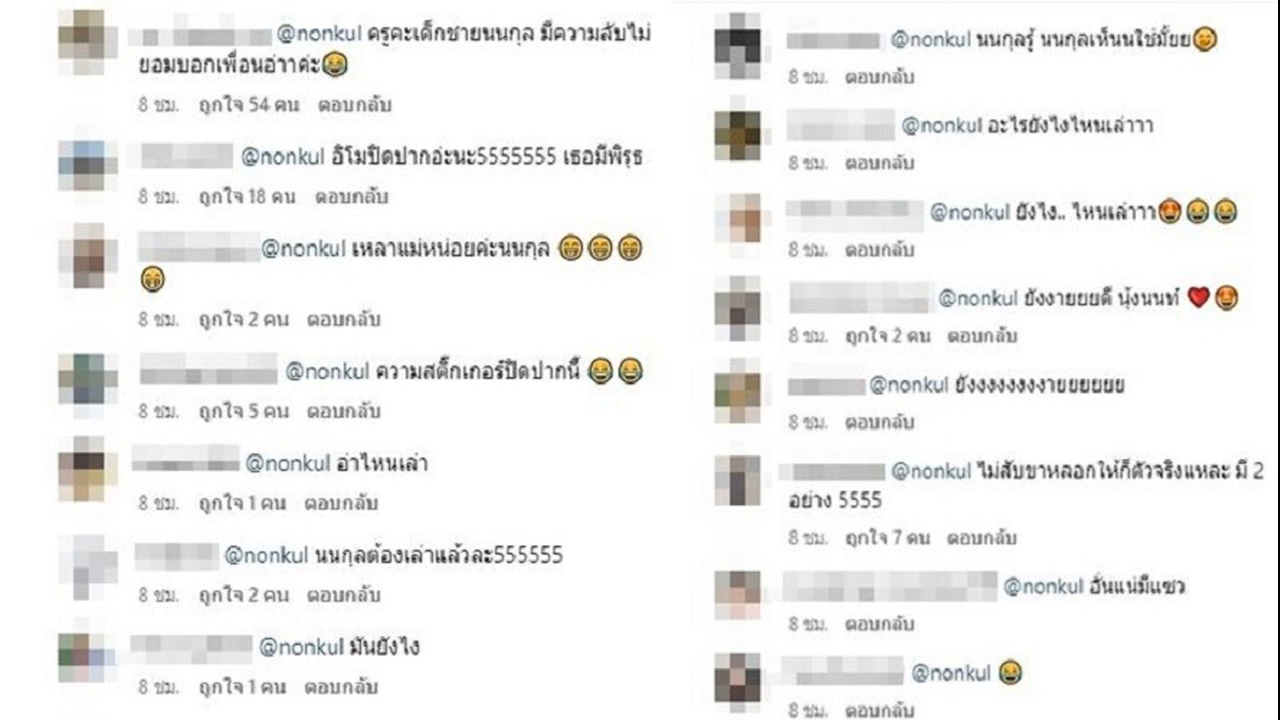 @nonkul ครูคะเด็กชายนนกุล มีความลับไม่
ยอมบอกเพื่อนอ่าาค่ะ😂
8 ชม. ถูกใจ 54 คน ตอบกลับ
@nonkul อิโมปิดปากอ่ะนะ5555555 เธอมีพิรุธ
8 ชม. ถูกใจ 18 คน ตอบกลับ
@nonkul เหลาแม่หน่อยค่ะนนกุล 😁😁😁
😁
8 ชม. ถูกใจ 2 คน ตอบกลับ
@nonkul ความสติ๊กเกอร์ปิดปากนี้ 😂😂
8 ชม. ถูกใจ 5 คน ตอบกลับ
@nonkul อ่าไหนเล่า
8 ชม. ถูกใจ 1 คน ตอบกลับ
@nonkul นนกุลต้องเล่าแล้วละ555555
8 ชม. ถูกใจ 2 คน ตอบกลับ
@nonkul มันยังไง
8 ชม. ถูกใจ 1 คน ตอบกลับ
@nonkul นนกุลรู้ นนกุลเห็นนใช่มั้ยย😊
8 ชม. ตอบกลับ
@nonkul อะไรยังไงไหนเล่าาา
8 ชม. ตอบกลับ
@nonkul ยังไง.. ไหนเล่าาา😍😂😂
8 ชม. ตอบกลับ
@nonkul ยังงายยยดี๊ นุ้งนนท์ ❤️😍
8 ชม. ถูกใจ 2 คน ตอบกลับ
@nonkul ยังงงงงงงงายยยยยย
8 ชม. ตอบกลับ
@nonkul ไม่สับขาหลอกให้ก็ตัวจริงแหละ มี 2
อย่าง 5555
8 ชม. ถูกใจ 7 คน ตอบกลับ
@nonkul ฮั่นแน่มีแซว
8 ชม. ตอบกลับ
@nonkul 😂
8 ชม. ตอบกลับ